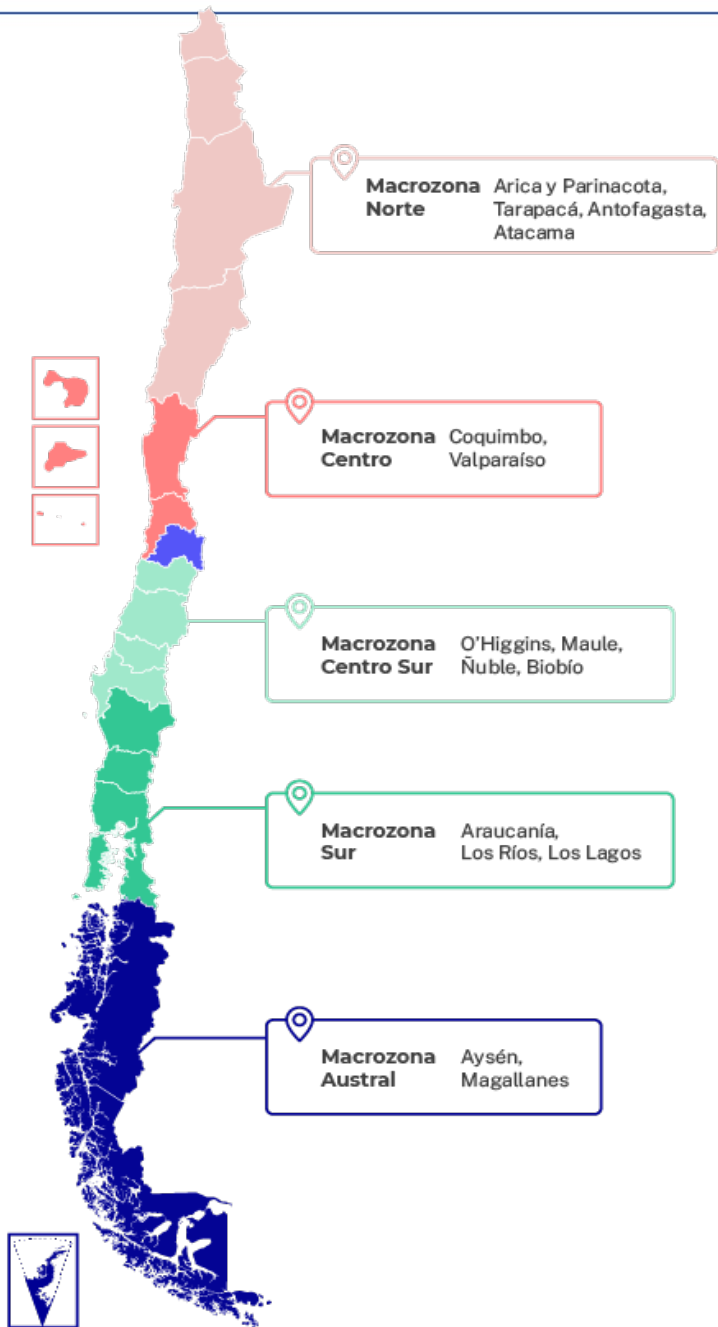 Macrozona Norte
Arica y Parinacota,
Tarapacá, Antofagasta,
Atacama
Macrozona Centro
Coquimbo,
Valparaíso
Macrozona Centro Sur
O'Higgins, Maule,
Ñuble, Biobío
Macrozona Sur
Araucanía,
Los Ríos, Los Lagos
Macrozona Austral
Aysén,
Magallanes